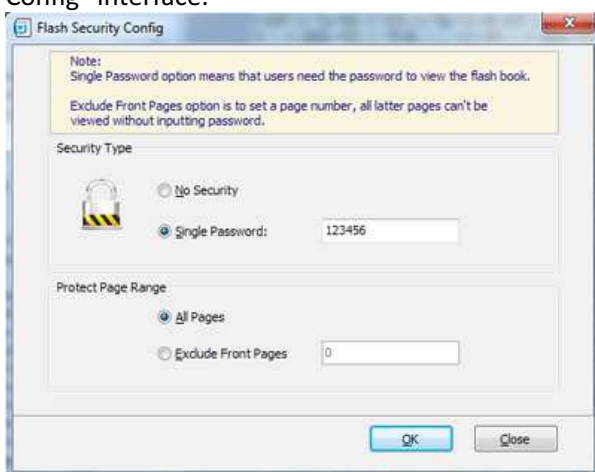 Config" interface:
Flash Security Config
Note:
Single Password option means that users need the password to view the flash book.
Exclude Front Pages option is to set a page number, all latter pages can't be
viewed without inputting password.
Security Type
No Security
Single Password:
123456
Protect Page Range
All Pages
Exclude Front Pages
0
OK
Close